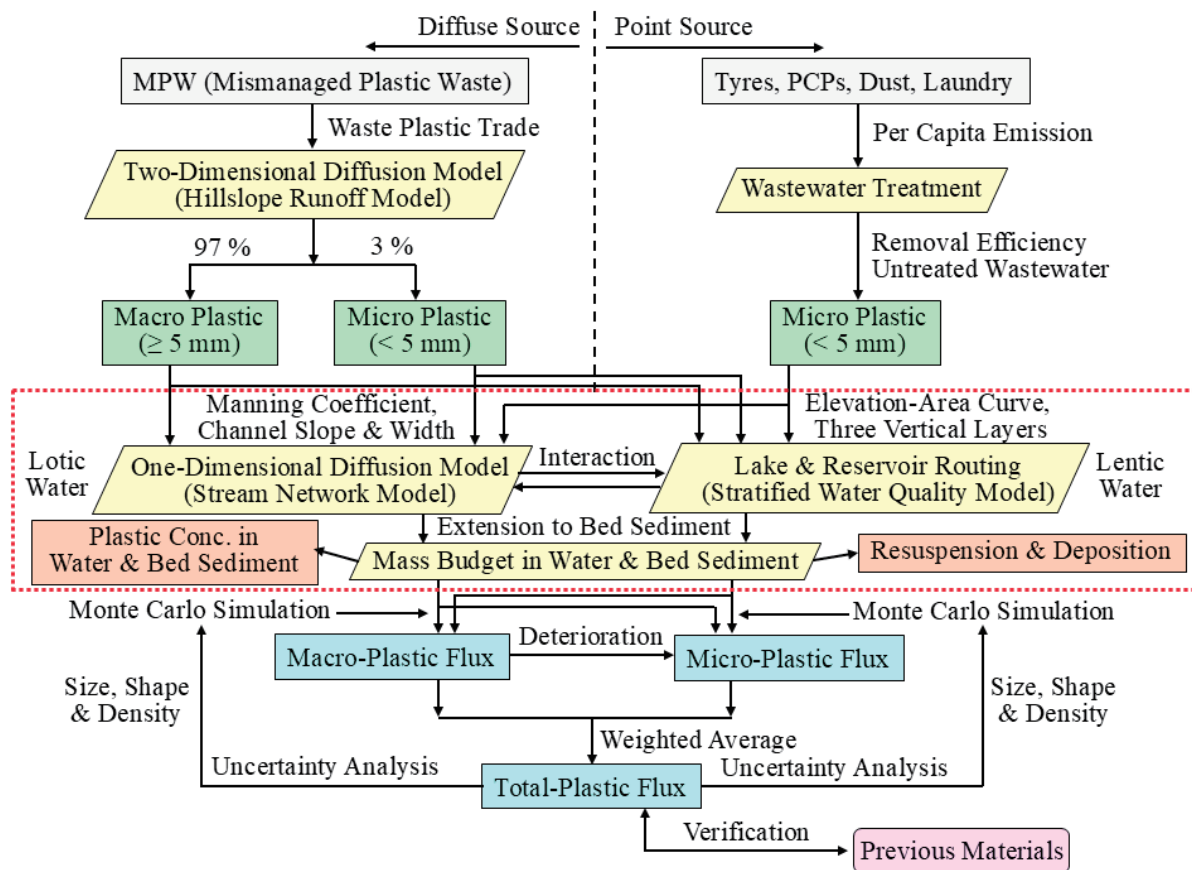 Diffuse Source
Point Source
MPW (Mismanaged Plastic Waste)
Tyres, PCPs, Dust, Laundry
Waste Plastic Trade
Per Capita Emission
Two-Dimensional Diffusion Model
(Hillslope Runoff Model)
Wastewater Treatment
97 %
3 %
Removal Efficiency
Untreated Wastewater
Macro Plastic
(≥ 5 mm)
Micro Plastic
(< 5 mm)
Micro Plastic
(< 5 mm)
Manning Coefficient,
Channel Slope & Width
Elevation-Area Curve,
Three Vertical Layers
Lotic
Water
One-Dimensional Diffusion Model
(Stream Network Model)
Interaction
Lake & Reservoir Routing
(Stratified Water Quality Model)
Lentic
Water
Extension to Bed Sediment
Plastic Conc. in
Water & Bed Sediment
Mass Budget in Water & Bed Sediment
Resuspension & Deposition
Monte Carlo Simulation
Monte Carlo Simulation
Deterioration
Macro-Plastic Flux
Micro-Plastic Flux
Size, Shape
& Density
Size, Shape
& Density
Weighted Average
Uncertainty Analysis
Uncertainty Analysis
Total-Plastic Flux
Verification
Previous Materials